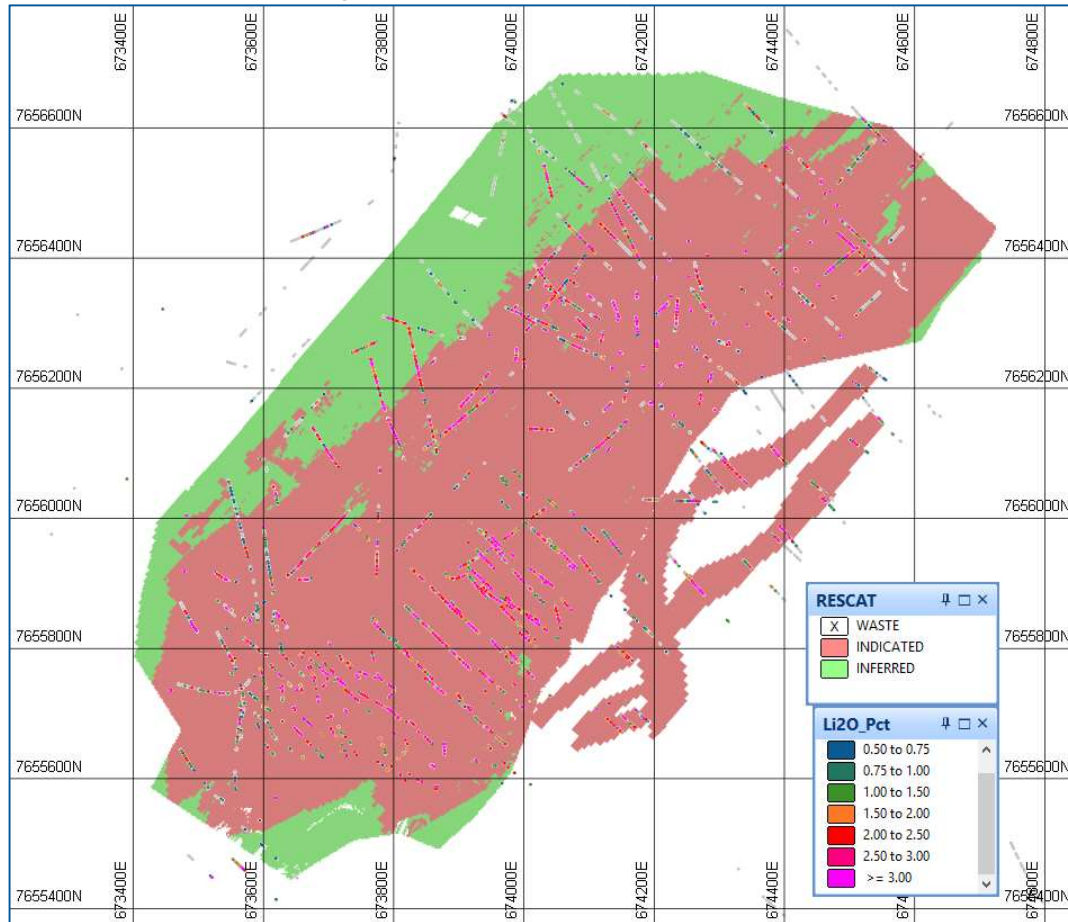 673400E
673600E
673800E
674000E
674200E
674400E
674600E
674800E
7656600N
7656600N
7656400N
7656400N
7656200N
7656200N
7656000N
7656000N
7655800N
7655800N
7655600N
7655600N
7655400N
7655400N
RESCAT
X WASTE
INDICATED
INFERRED
Li2O_Pct
0.50 to 0.75
0.75 to 1.00
1.00 to 1.50
1.50 to 2.00
2.00 to 2.50
2.50 to 3.00
>= 3.00
673400E
673600E
673800E
674000E
674200E
674400E